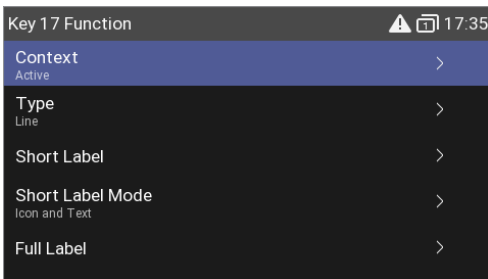 Key 17 Function
1 17:35
Context
Active
Type
Line
Short Label
Short Label Mode
Icon and Text
Full Label